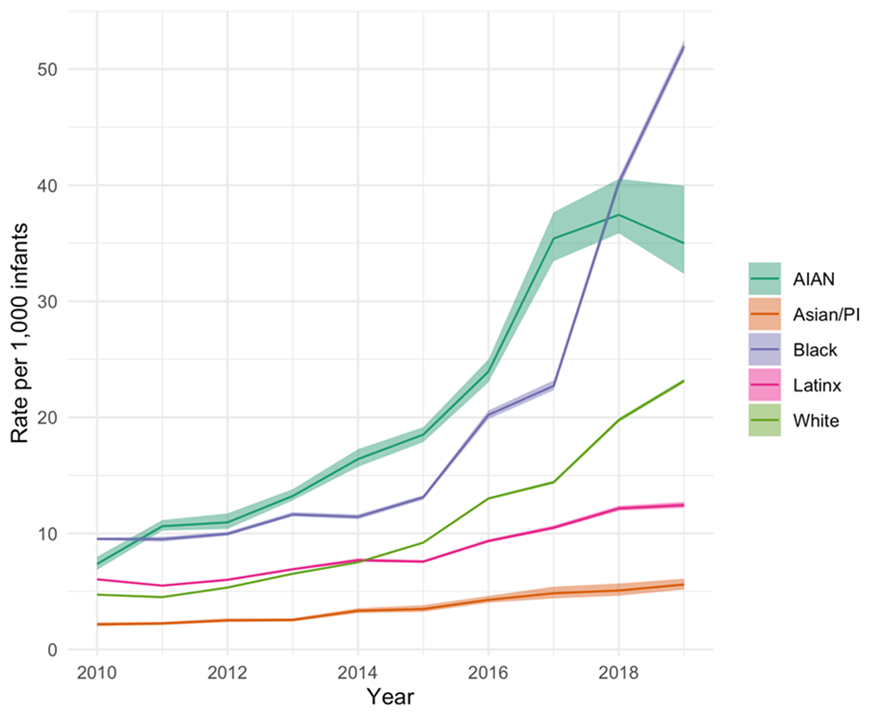 Rate per 1,000 infants
50
40
30
20
10
0
2010 2012 2014 2016 2018
Year
AIAN
Asian/PI
Black
Latinx
White